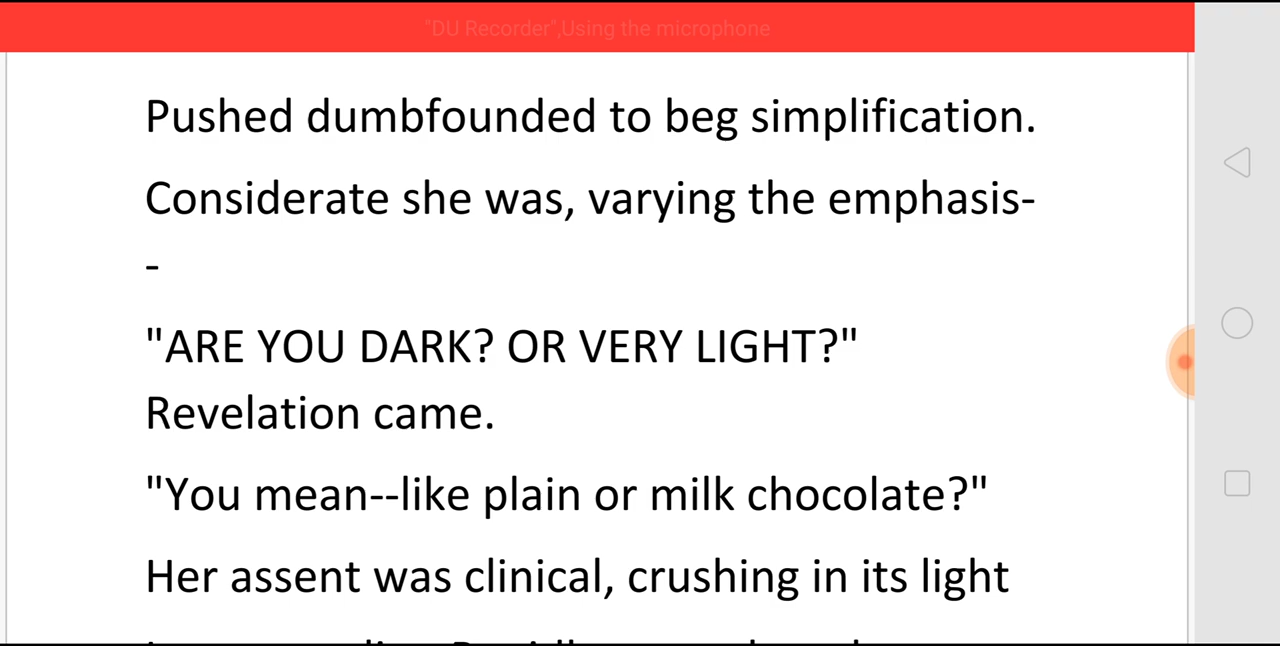 "DU Recorder",Using the microphone
Pushed dumbfounded to beg simplification.
Considerate she was, varying the emphasis-
-
"ARE YOU DARK? OR VERY LIGHT?"
Revelation came.
"You mean--like plain or milk chocolate?"
Her assent was clinical, crushing in its light